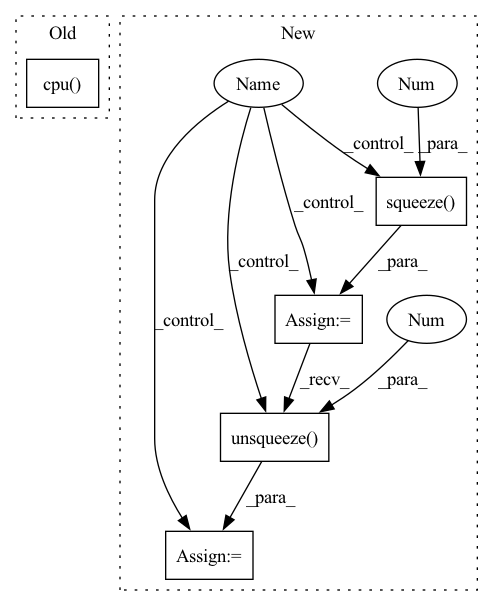 Old
New
cpu()
Name
Num
_control_
_para_
squeeze()
_control_
_control_
_para_
_control_
Assign:=
Num
_recv_
_para_
unsqueeze()
_para_
Assign:=